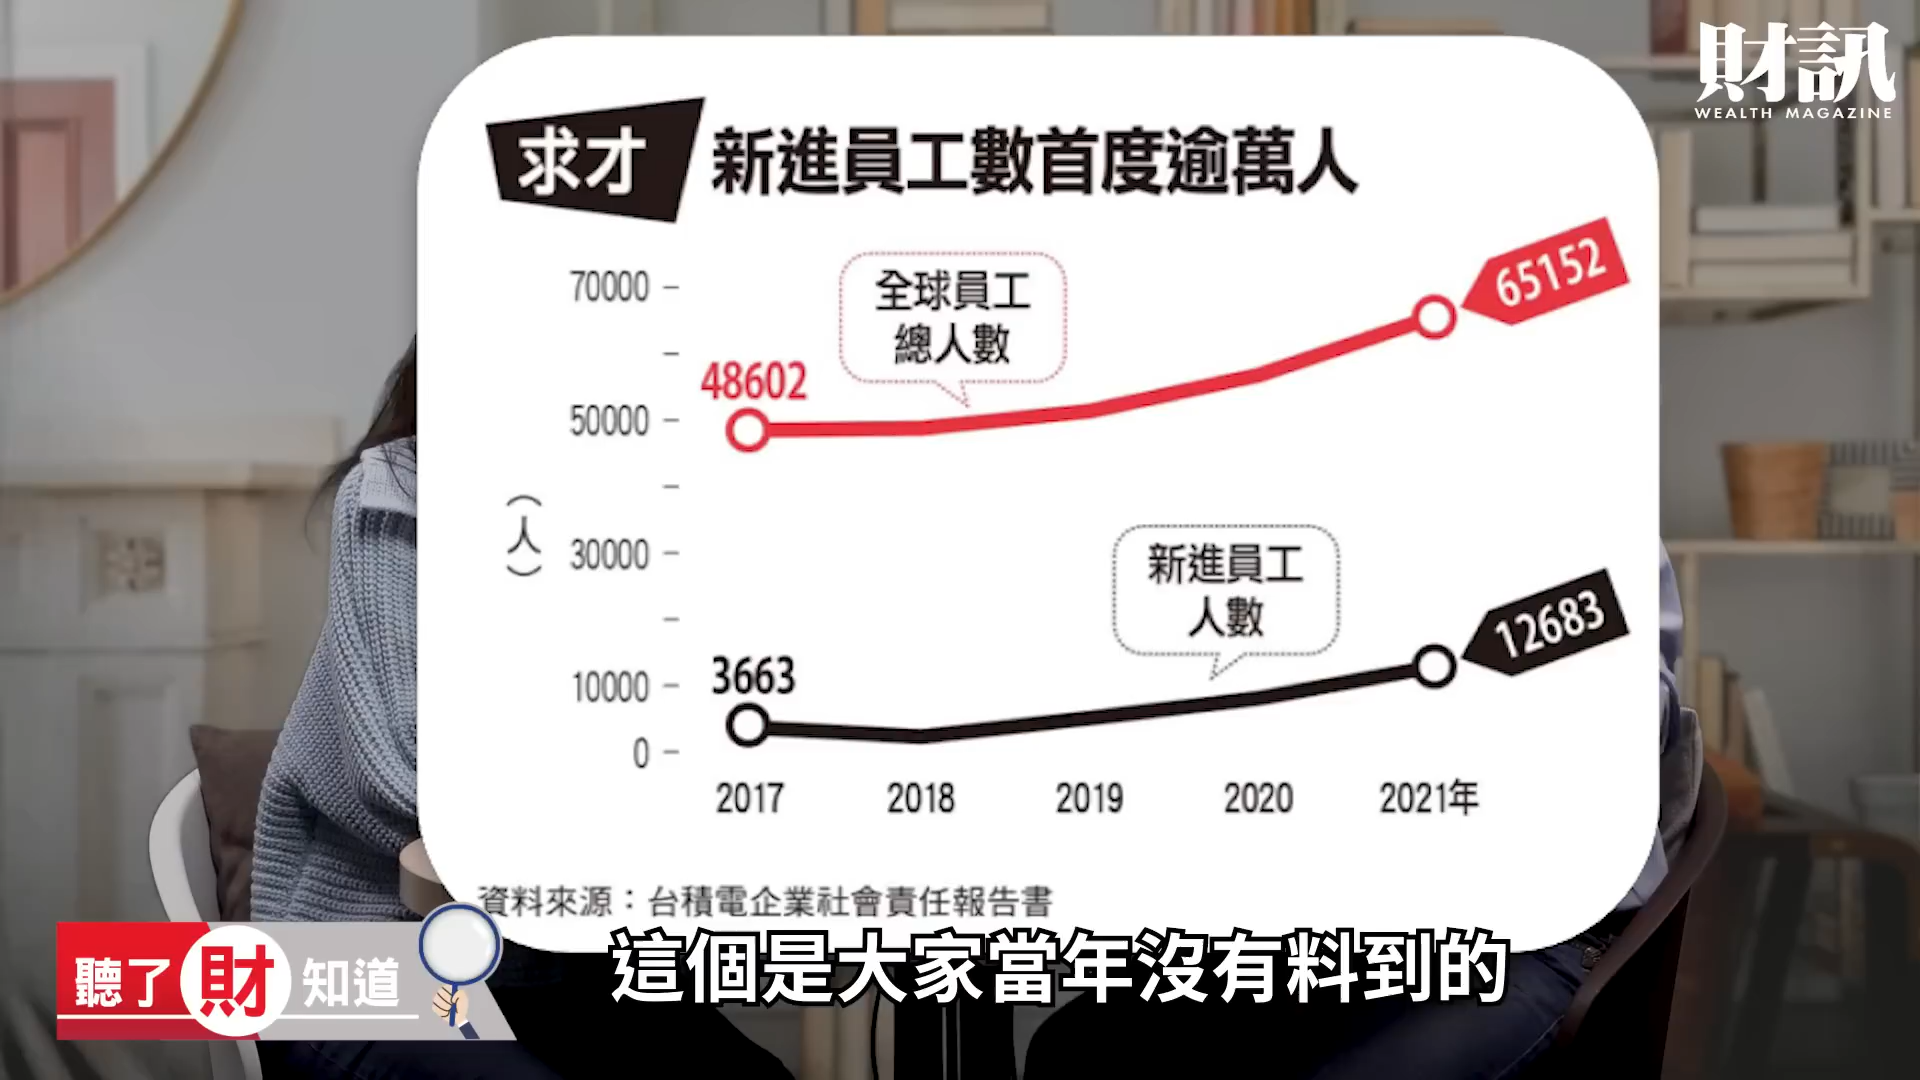 財訊
WEALTH MAGAZINE
求才 新進員工數首度逾萬人
全球員工
總人數
新進員工
人數
(人)
70000
50000
30000
10000
0
48602
65152
3663
12683
2017 2018 2019 2020 2021年
資料來源：台積電企業社會責任報告書
聽了財知道
這個是大家當年沒有料到的